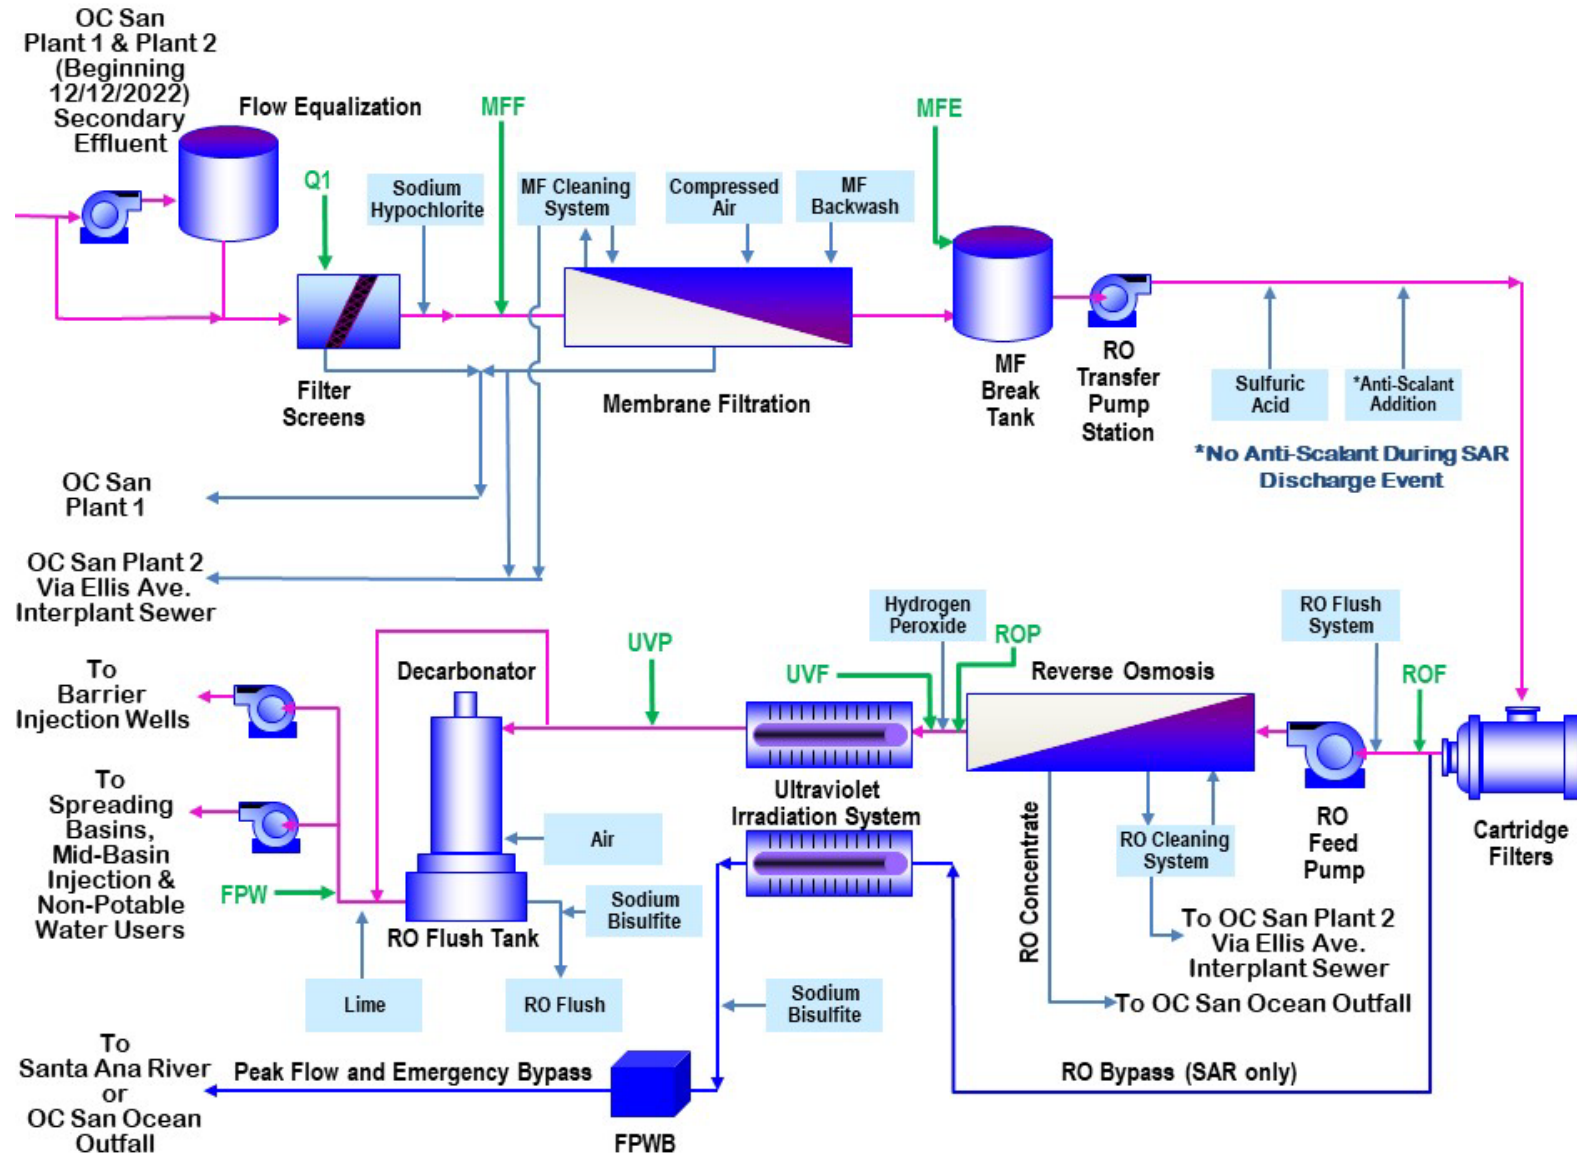 OC San
Plant 1 & Plant 2
(Beginning
12/12/2022)
Secondary
Effluent
Flow Equalization
MFF
MFE
Q1
Sodium
Hypochlorite
MF Cleaning
System
Compressed
Air
MF
Backwash
Filter
Screens
Membrane Filtration
MF
Break
Tank
RO
Transfer
Pump
Station
Sulfuric
Acid
*Anti-Scalant
Addition
*No Anti-Scalant During SAR
Discharge Event
OC San
Plant 1
OC San Plant 2
Via Ellis Ave.
Interplant Sewer
Hydrogen
Peroxide
RO Flush
System
UVP
UVF
ROP
ROF
Decarbonator
Reverse Osmosis
To
Barrier
Injection Wells
To
Spreading
Basins,
Mid-Basin
Injection &
Non-Potable
Water Users
Ultraviolet
Irradiation System
Air
FPW
Sodium
Bisulfite
RO Flush Tank
Lime
RO Flush
RO Concentrate
RO Cleaning
System
RO
Feed
Pump
Cartridge
Filters
To OC San Plant 2
Via Ellis Ave.
Interplant Sewer
To OC San Ocean Outfall
Sodium
Bisulfite
To
Santa Ana River
or
OC San Ocean
Outfall
Peak Flow and Emergency Bypass
FPWB
RO Bypass (SAR only)